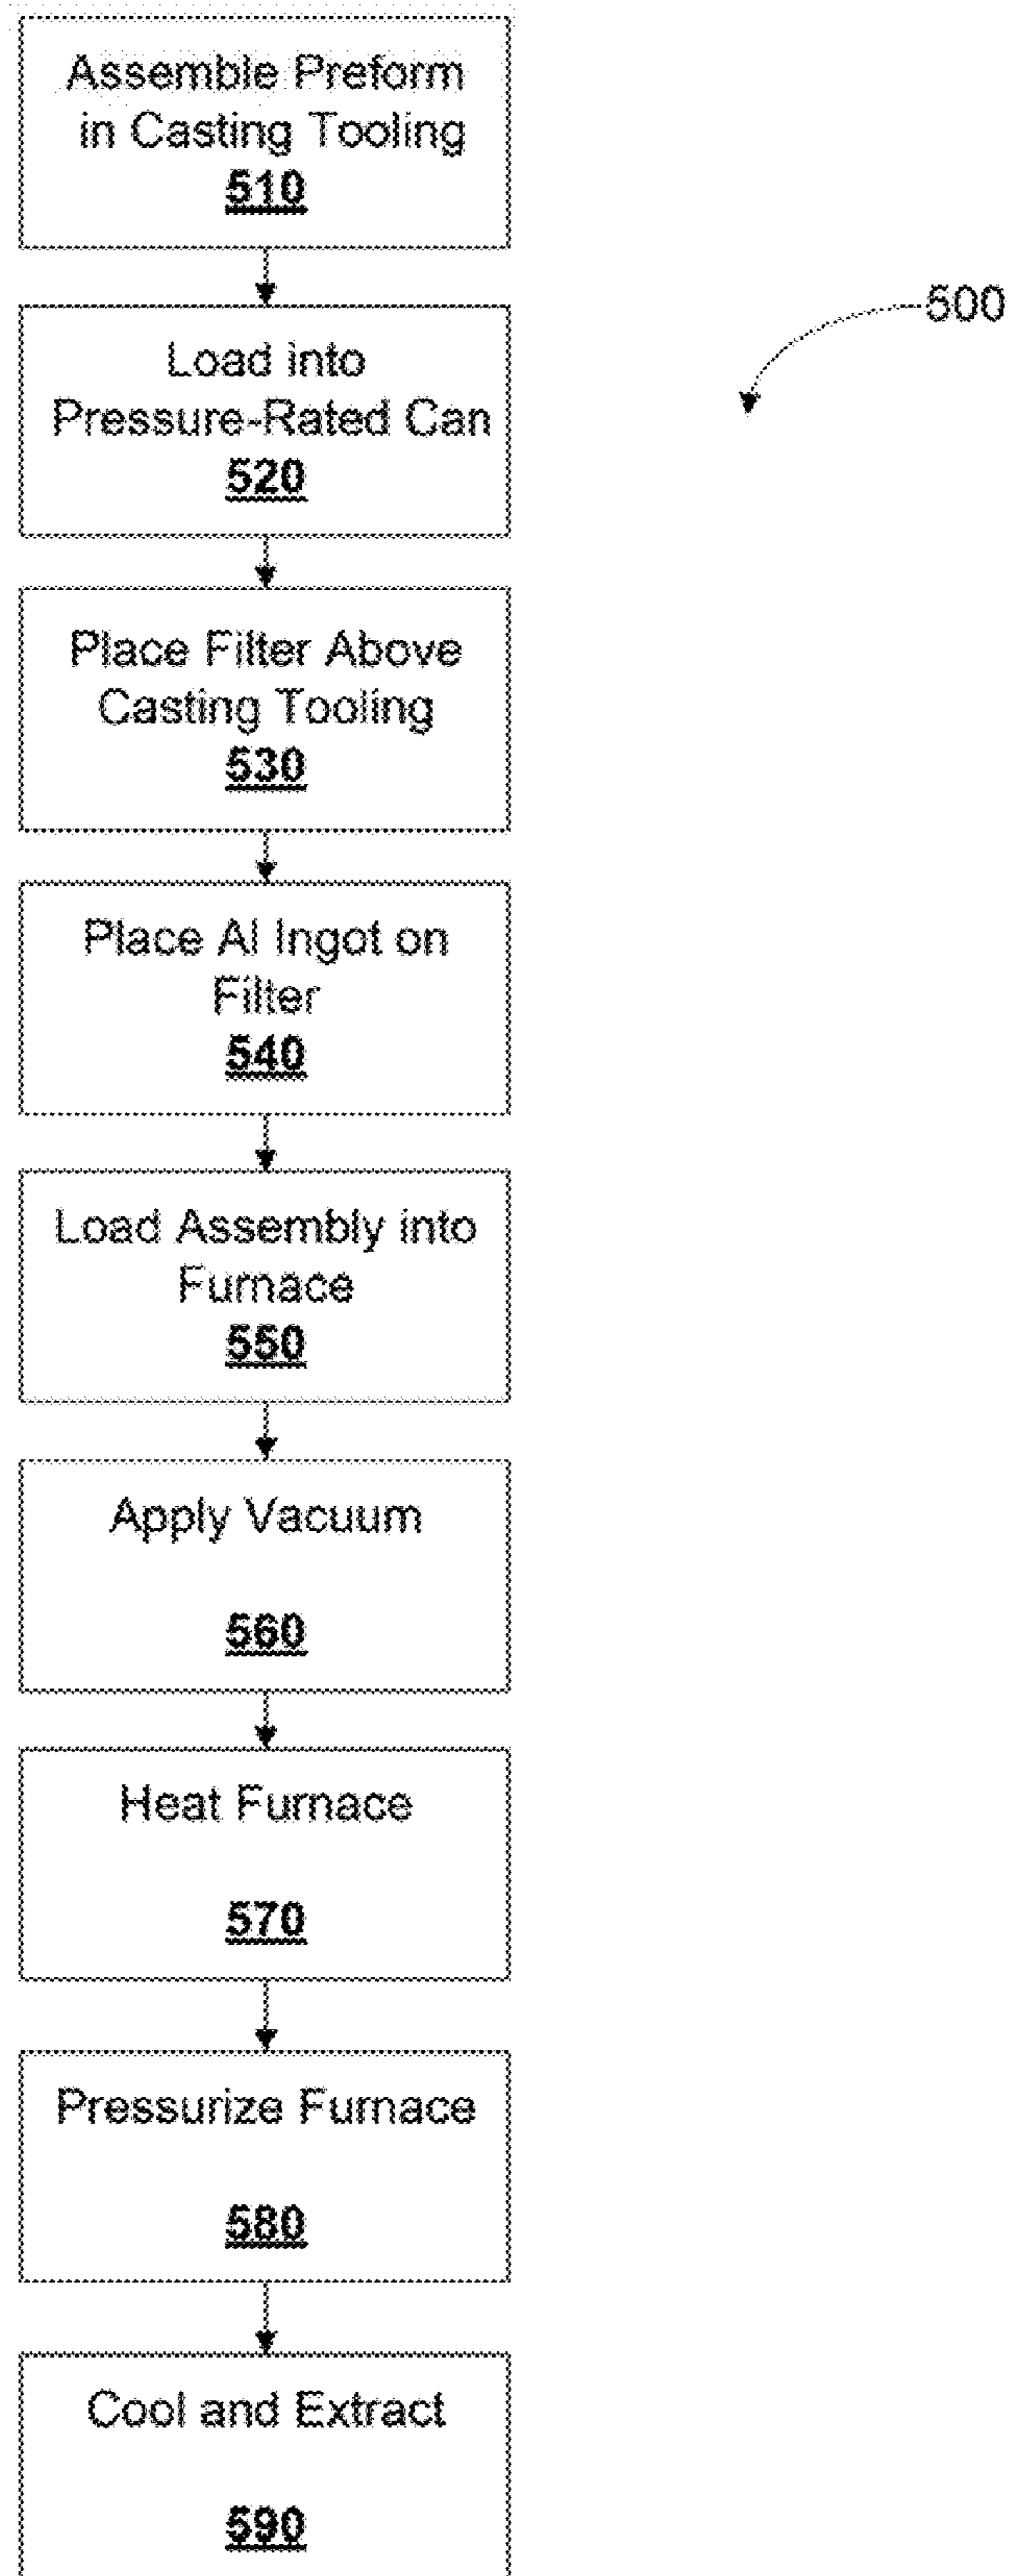 Assemble Preform
in Casting Tooling
510
500
Load into
Pressure-Rated Can
520
Place Filter Above
Casting Tooling
530
Place Al Ingot on
Filter
540
Load Assembly into
Furnace
550
Apply Vacuum
560
Heat Furnace
570
Pressurize Furnace
580
Cool and Extract
590